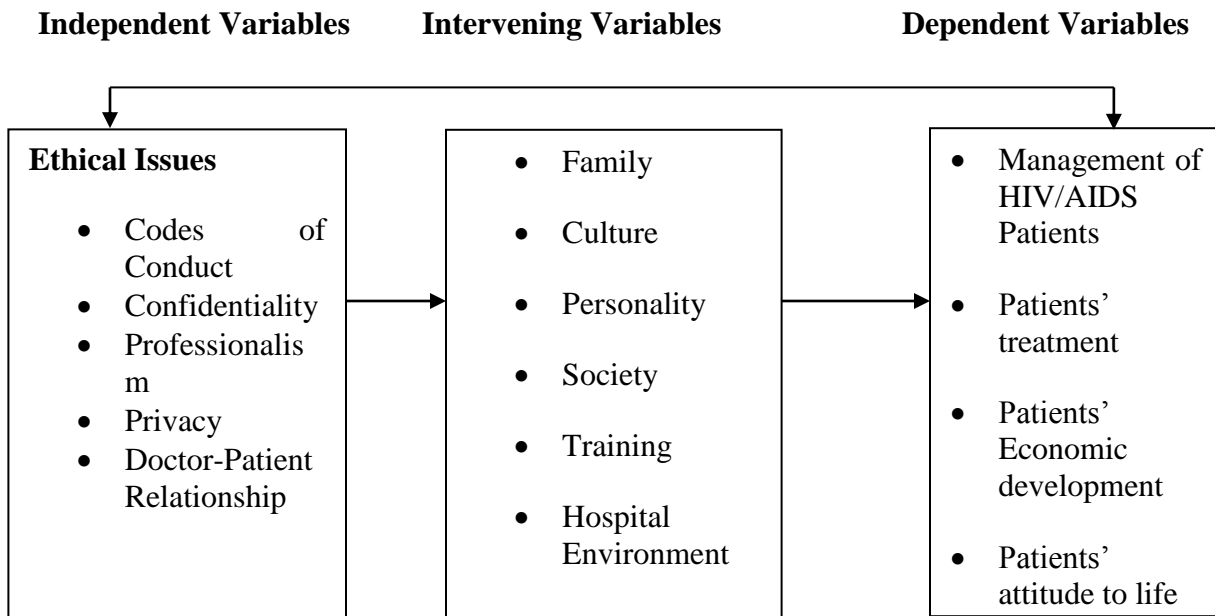 Independent Variables Intervening Variables Dependent Variables
Ethical Issues
• Codes of
Conduct
• Confidentiality
• Professionalis
m
• Privacy
• Doctor-Patient
Relationship
• Family
• Culture
• Personality
• Society
• Training
• Hospital
Environment
• Management of
HIV/AIDS
Patients
• Patients’
treatment
• Patients’
Economic
development
• Patients’
attitude to life